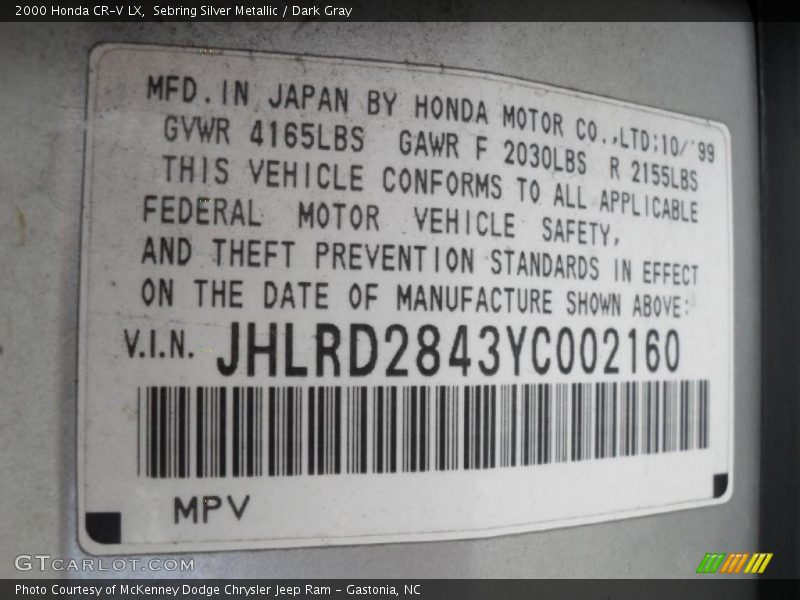 2000 Honda CR-V LX, Sebring Silver Metallic / Dark Gray
MFD. IN JAPAN BY HONDA MOTOR CO.,LTD;10/'99
GVWR 4165LBS GAWR F 2030LBS R 2155LBS
THIS VEHICLE CONFORMS TO ALL APPLICABLE
FEDERAL MOTOR VEHICLE SAFETY,
AND THEFT PREVENTION STANDARDS IN EFFECT
ON THE DATE OF MANUFACTURE SHOWN ABOVE:
V.I.N. JHLRD2843YC002160
MPV
GTCARLOT.COM
Photo Courtesy of McKenney Dodge Chrysler Jeep Ram - Gastonia, NC